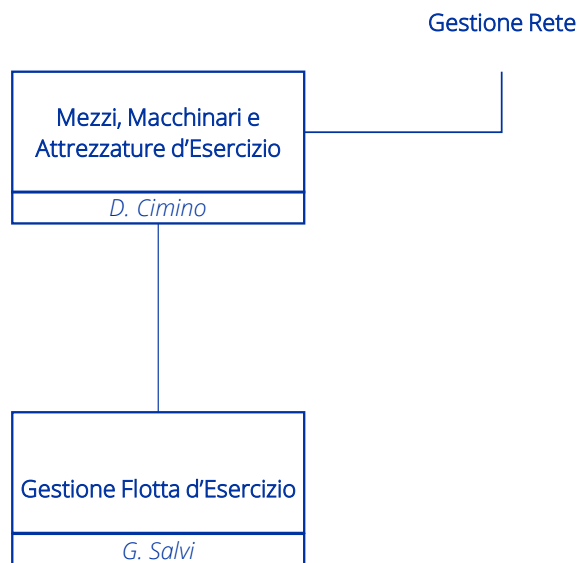 Gestione Rete
Mezzi, Macchinari e
Attrezzature d’Esercizio
D. Cimino
Gestione Flotta d’Esercizio
G. Salvi